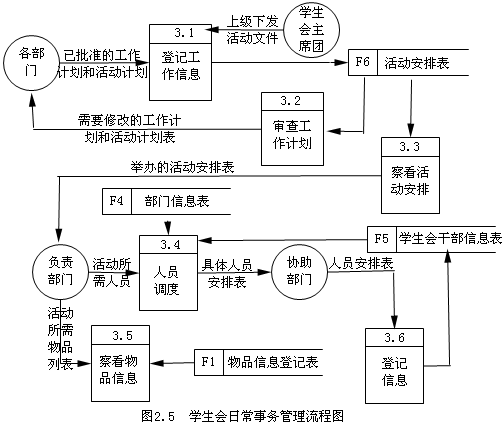 3.1
登记工
作信息
上级下发
活动文件
学生
会主
席团
各部
门
已批准的工作
计划和活动计划
F6 活动安排表
3.2
审查工
作计划
需要修改的工作计
划和活动计划表
3.3
察看活
动安排
举办的活动安排表
F4 部门信息表
F5 学生会干部信息表
负责
部门
活动所
需人员
3.4
人员
调度
具体人员
安排表
协助
部门
人员安排表
活动
所需
物品
列表
3.5
察看物
品信息
F1 物品信息登记表
3.6
登记
信息
图2.5 学生会日常事务管理流程图